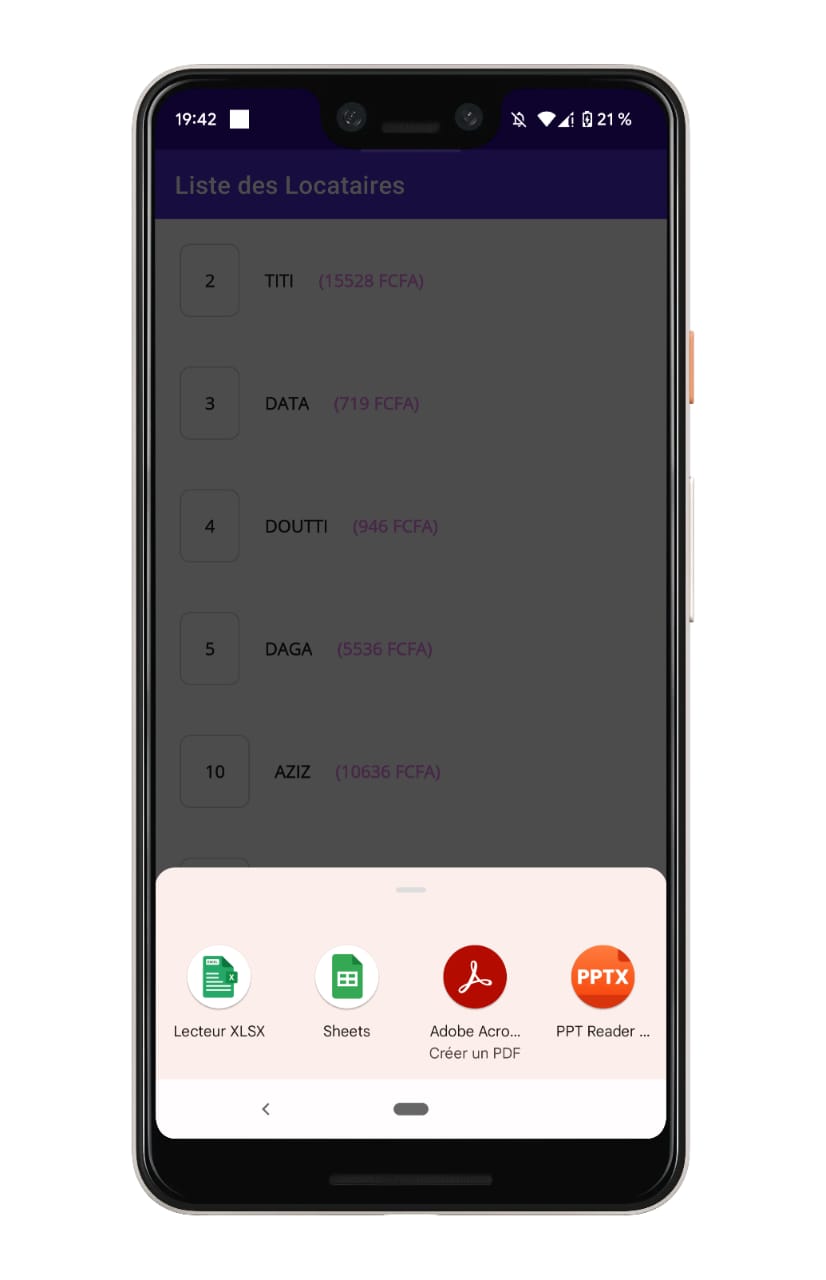 19:42 21 %
Liste des Locataires
2 TITI (15528 FCFA)
3 DATA (719 FCFA)
4 DOUTTI (946 FCFA)
5 DAGA (5536 FCFA)
10 AZIZ (10636 FCFA)
PPTX
Lecteur XLSX Sheets Adobe Acro... PPT Reader ...
Créer un PDF